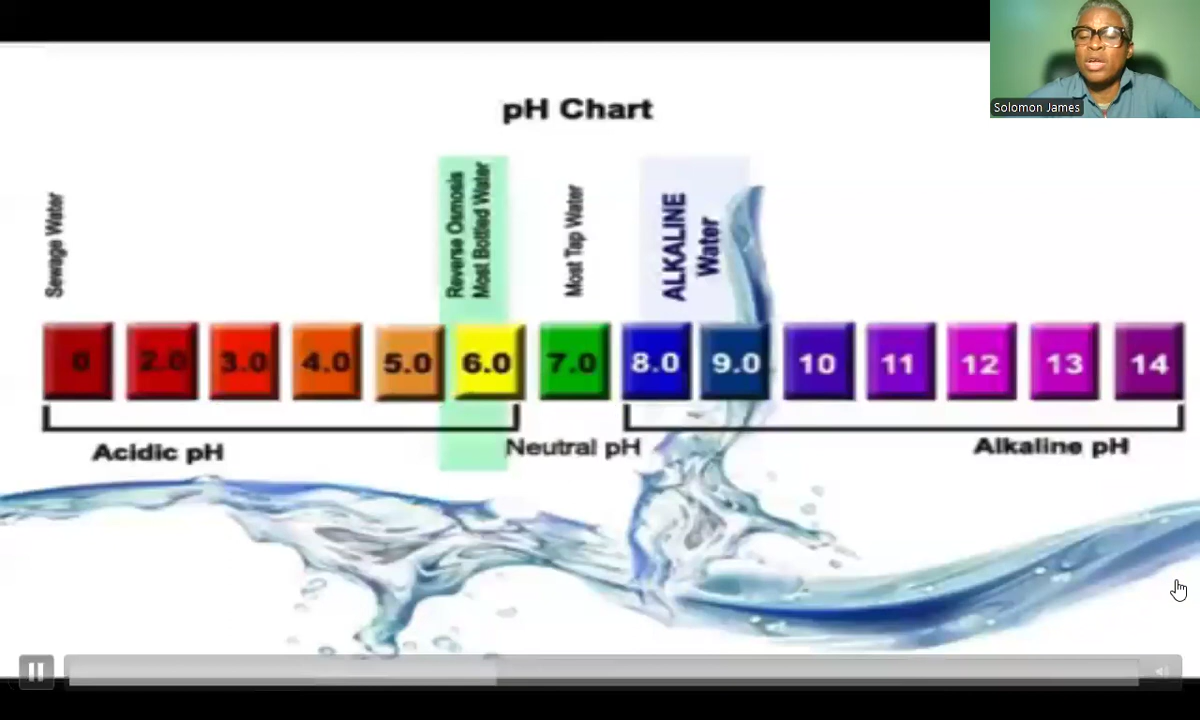 Solomon James
pH Chart
Sewage Water
Reverse Osmosis
Most Bottled Water
Most Tap Water
ALKALINE
Water
0 2.0 3.0 4.0 5.0 6.0 7.0 8.0 9.0 10 11 12 13 14
Acidic pH Neutral pH Alkaline pH